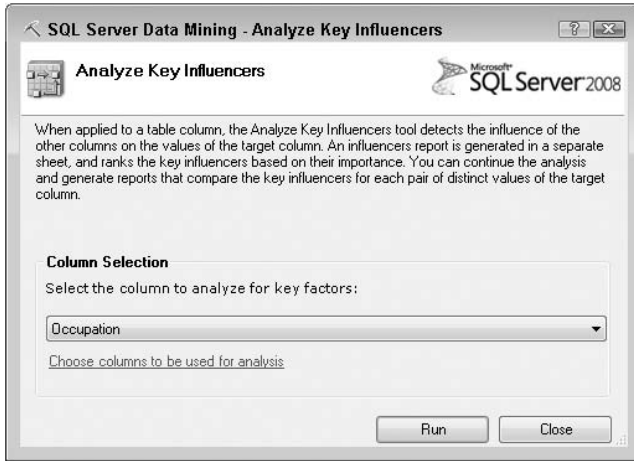 SQL Server Data Mining - Analyze Key Influencers
Analyze Key Influencers
Microsoft®
SQL Server 2008
When applied to a table column, the Analyze Key Influencers tool detects the influence of the
other columns on the values of the target column. An influencers report is generated in a separate
sheet, and ranks the key influencers based on their importance. You can continue the analysis
and generate reports that compare the key influencers for each pair of distinct values of the target
column.
Column Selection
Select the column to analyze for key factors:
Occupation
Choose columns to be used for analysis
Run Close